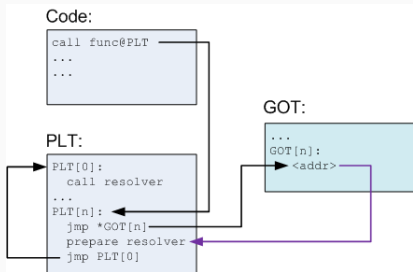 Code:
call func@PLT
...
...
PLT:
PLT[0]:
call resolver
...
PLT[n]:
jmp *GOT[n]
prepare resolver
jmp PLT[0]
GOT:
...
GOT[n]:
<addr>